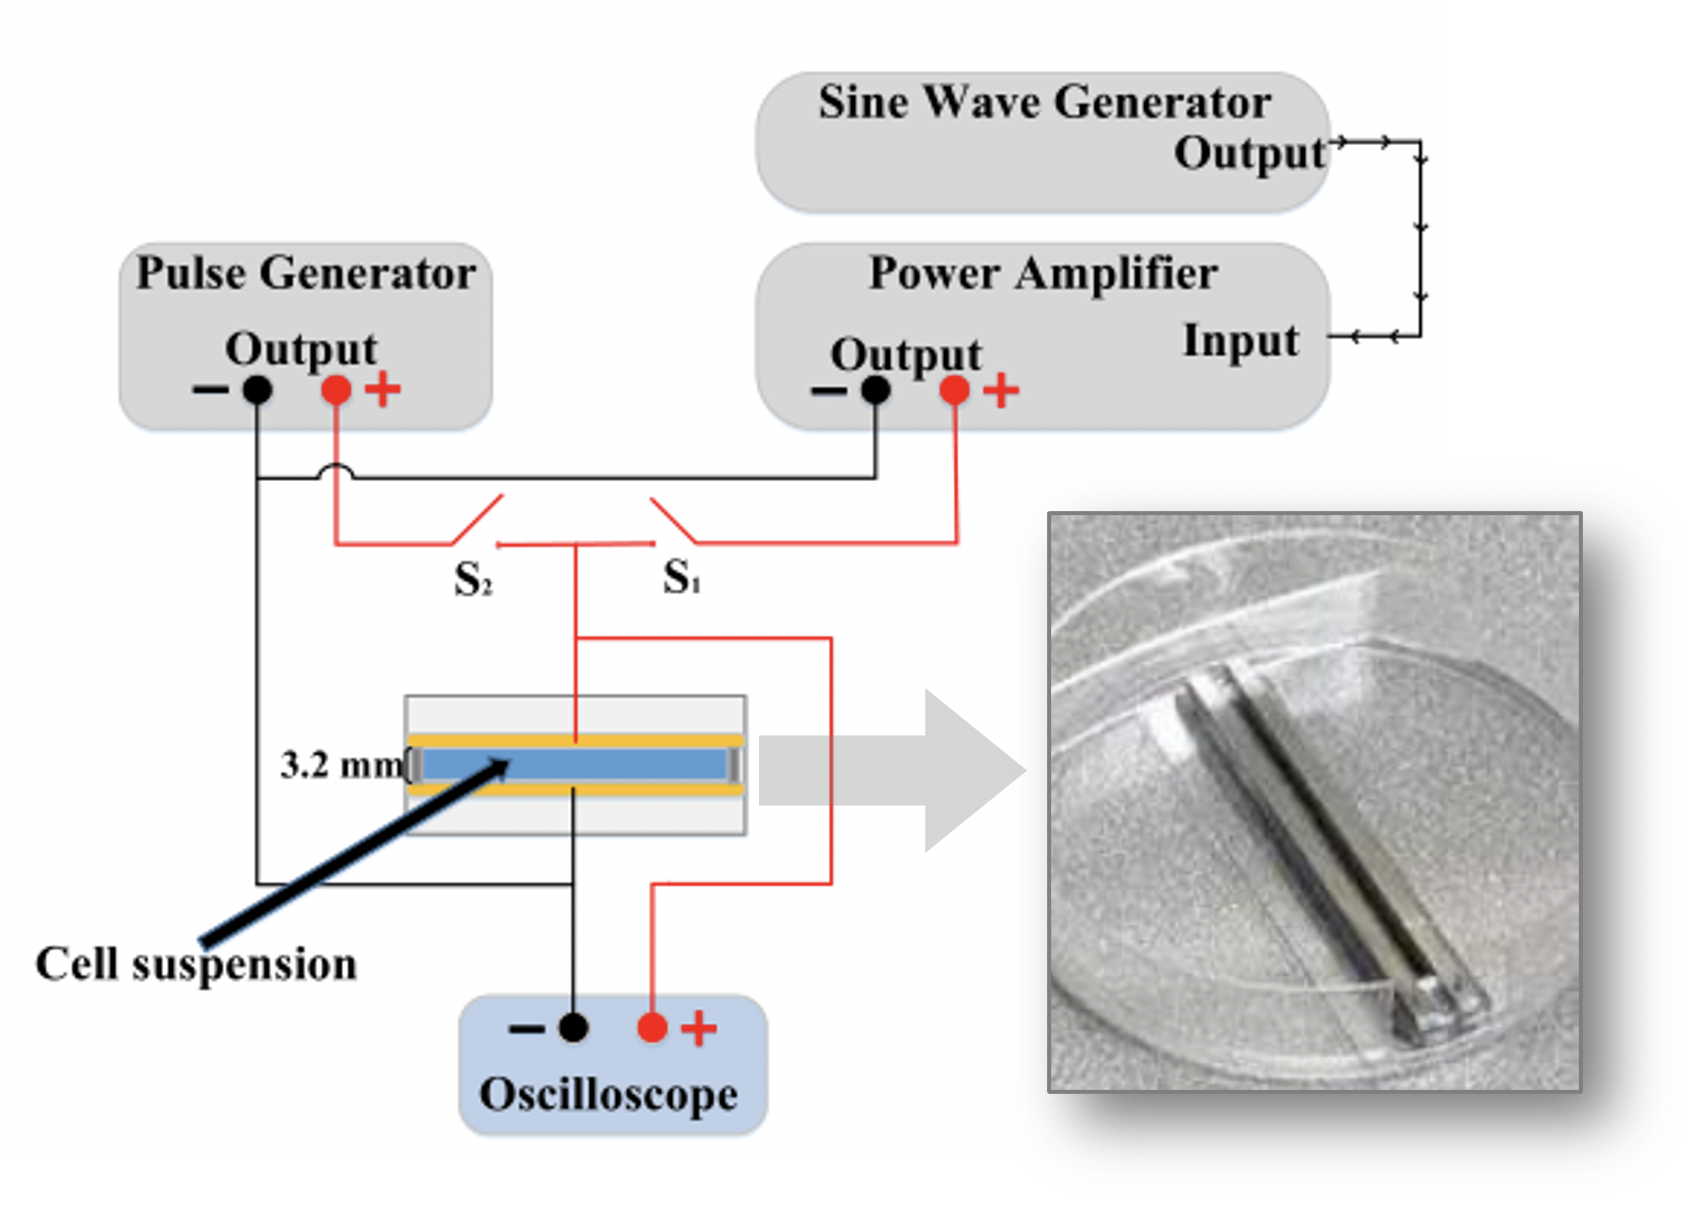 Sine Wave Generator
Output
Pulse Generator
Output
− +
Power Amplifier
Output
− +
Input
S₂
S₁
3.2 mm
Cell suspension
− +
Oscilloscope